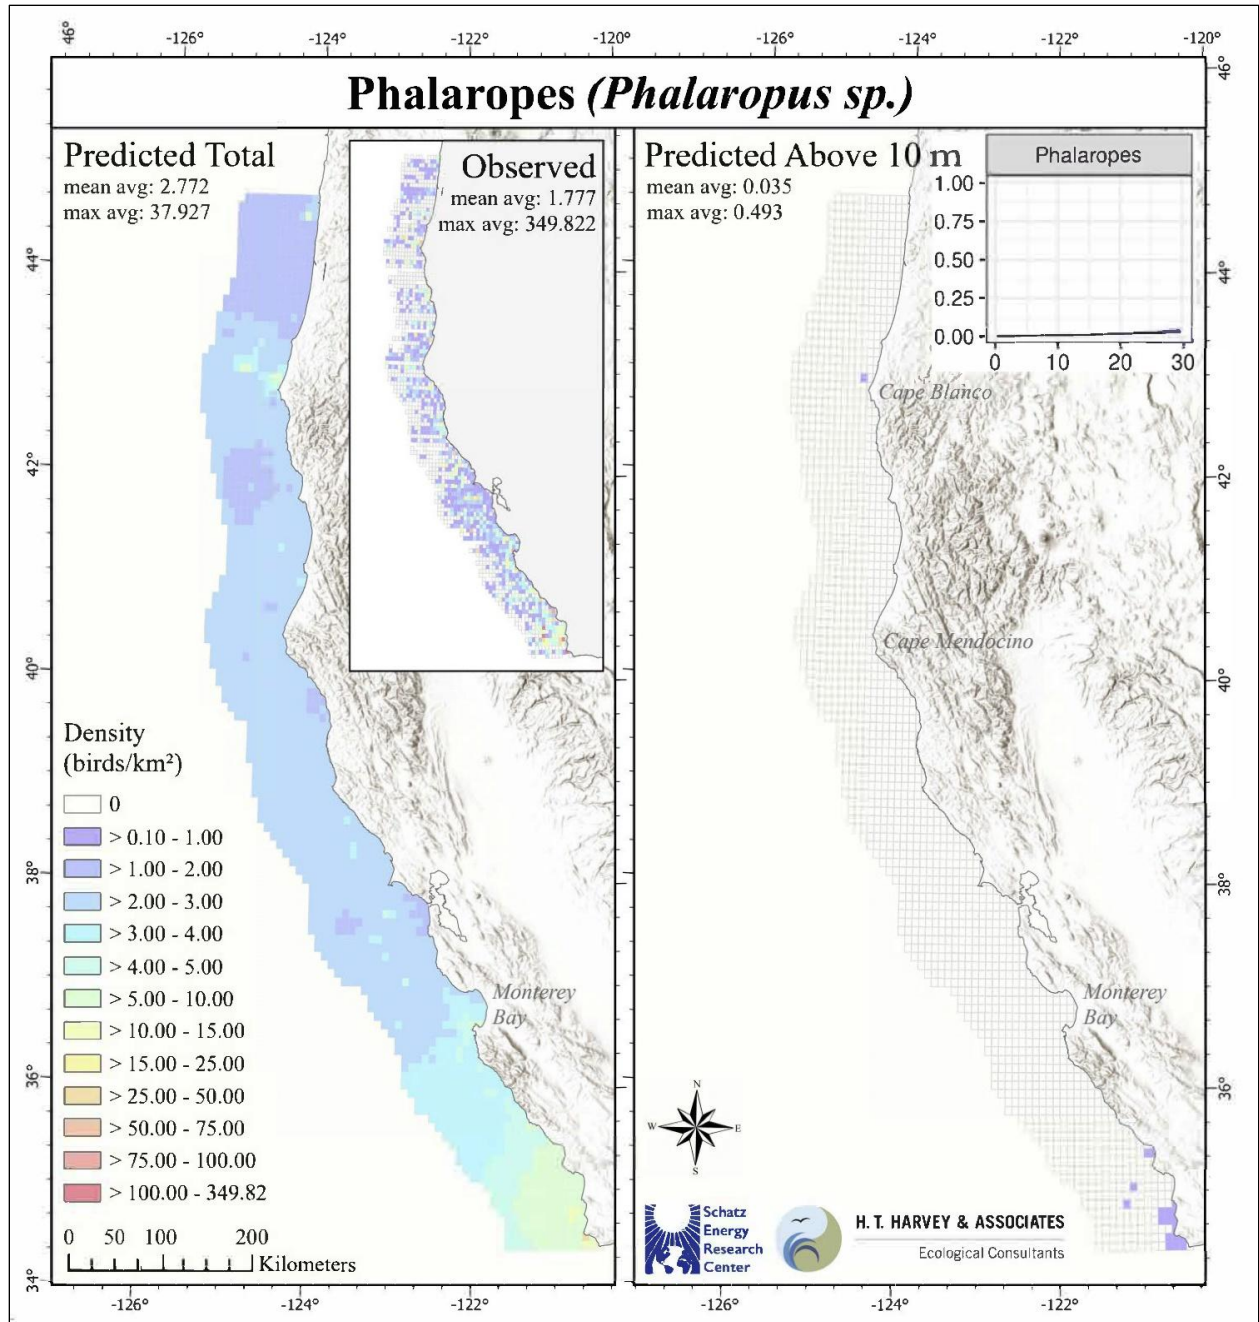 46°
-126°
-124°
-122°
-120°
-126°
-124°
-122°
-120°
46°
Phalaropes (Phalaropus sp.)
Predicted Total
mean avg: 2.772
max avg: 37.927
Observed
mean avg: 1.777
max avg: 349.822
Predicted Above 10 m
mean avg: 0.035
max avg: 0.493
Phalaropes
1.00
0.75
0.50
0.25
0.00
0
10
20
30
44°
42°
40°
38°
36°
34°
44°
42°
40°
38°
36°
Cape Blanco
Cape Mendocino
Monterey
Bay
Monterey
Bay
Density
(birds/km²)
0
> 0.10 - 1.00
> 1.00 - 2.00
> 2.00 - 3.00
> 3.00 - 4.00
> 4.00 - 5.00
> 5.00 - 10.00
> 10.00 - 15.00
> 15.00 - 25.00
> 25.00 - 50.00
> 50.00 - 75.00
> 75.00 - 100.00
> 100.00 - 349.82
0 50 100 200
Kilometers
N
W E
S
Schatz
Energy
Research
Center
H. T. HARVEY & ASSOCIATES
Ecological Consultants
-126°
-124°
-122°
-126°
-124°
-122°